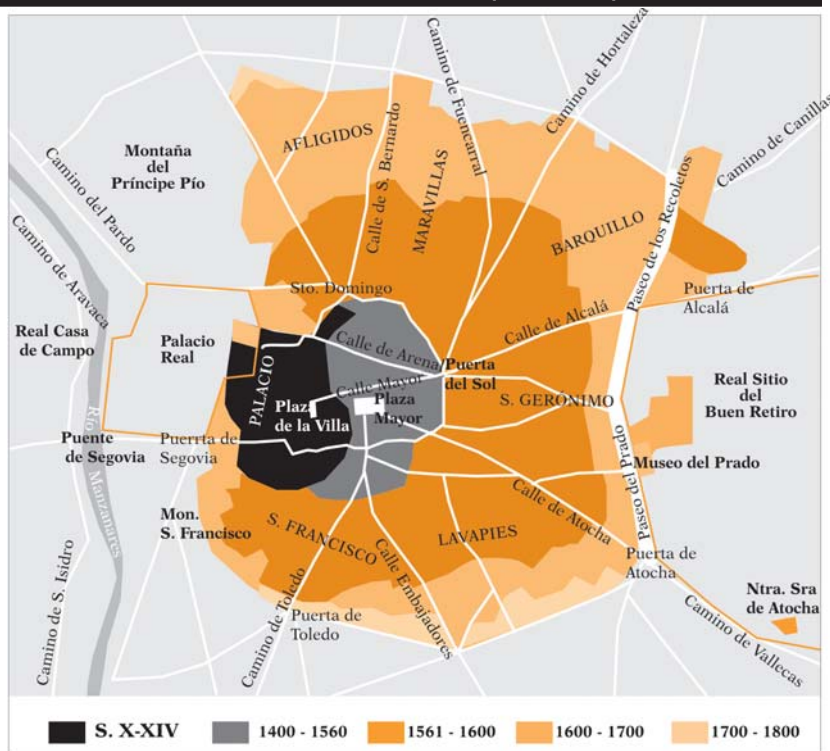 Camino de Hortaleza
Camino de Fuencarral
Camino de Canillas
AFLIGIDOS
Calle de S. Bernardo
MARAVILLAS
Montaña
del
Príncipe Pío
Camino del Pardo
Camino de Aravaca
BARQUILLO
Paseo de los Recoletos
Sto. Domingo
Puerta de
Alcalá
Calle de Alcalá
Real Casa
de Campo
Palacio
Real
PALACIO
Calle de Arena
Puerta
del Sol
Calle Mayor
Plaza
de la Villa
Plaza
Mayor
S. GERÓNIMO
Real Sitio
del
Buen Retiro
Puente
de Segovia
Puerrta de
Segovia
Río Manzanares
Museo del Prado
Paseo del Prado
Mon.
S. Francisco
S. FRANCISCO
LAVAPIES
Calle de Atocha
Calle Embajadores
Puerta de
Atocha
Camino de S. Isidro
Camino de Toledo
Puerta de
Toledo
Ntra. Sra
de Atocha
Camino de Vallecas
S. X-XIV
1400 - 1560
1561 - 1600
1600 - 1700
1700 - 1800